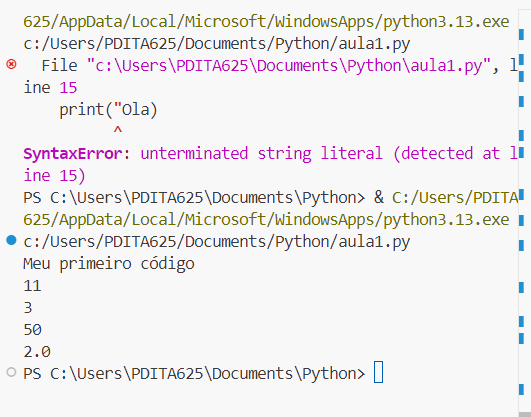 625/AppData/Local/Microsoft/WindowsApps/python3.13.exe
c:/Users/PDITA625/Documents/Python/aula1.py
  File "c:\Users\PDITA625\Documents\Python\aula1.py", l
ine 15
    print("Ola)
          ^
SyntaxError: unterminated string literal (detected at l
ine 15)
PS C:\Users\PDITA625\Documents\Python> & C:/Users/PDITA
625/AppData/Local/Microsoft/WindowsApps/python3.13.exe
c:/Users/PDITA625/Documents/Python/aula1.py
Meu primeiro código
11
3
50
2.0
PS C:\Users\PDITA625\Documents\Python>